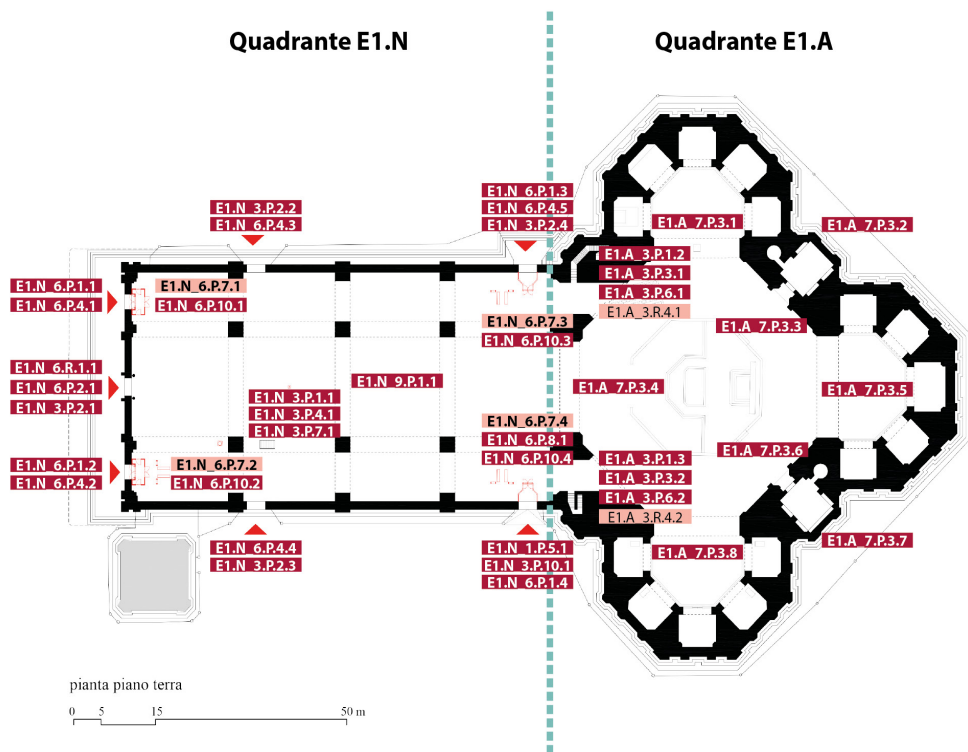 Quadrante E1.N
Quadrante E1.A
E1.N_3.P.2.2
E1.N_6.P.4.3
E1.N_6.P.1.3
E1.N_6.P.4.5
E1.N_3.P.2.4
E1.A_7.P.3.1
E1.A_7.P.3.2
E1.A_3.P.1.2
E1.A_3.P.3.1
E1.A_3.P.6.1
E1.A_3.R.4.1
E1.N_6.P.1.1
E1.N_6.P.4.1
E1.N_6.P.7.1
E1.N_6.P.10.1
E1.N_6.P.7.3
E1.N_6.P.10.3
E1.A_7.P.3.3
E1.N_6.R.1.1
E1.N_6.P.2.1
E1.N_3.P.2.1
E1.N_9.P.1.1
E1.N_3.P.1.1
E1.N_3.P.4.1
E1.N_3.P.7.1
E1.A_7.P.3.4
E1.A_7.P.3.5
E1.N_6.P.7.4
E1.N_6.P.8.1
E1.N_6.P.10.4
E1.A_7.P.3.6
E1.N_6.P.1.2
E1.N_6.P.4.2
E1.N_6.P.7.2
E1.N_6.P.10.2
E1.A_3.P.1.3
E1.A_3.P.3.2
E1.A_3.P.6.2
E1.A_3.R.4.2
E1.N_6.P.4.4
E1.N_3.P.2.3
E1.N_1.P.5.1
E1.N_3.P.10.1
E1.N_6.P.1.4
E1.A_7.P.3.8
E1.A_7.P.3.7
pianta piano terra
0 5 15 50 m